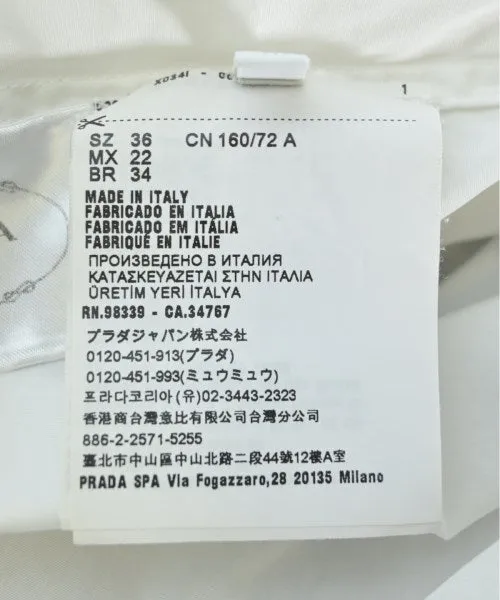 1
SZ 36 CN 160/72 A
MX 22
BR 34
MADE IN ITALY
FABRICADO EN ITALIA
FABRICADO EM ITÁLIA
FABRIQUÉ EN ITALIE
ПРОИЗВЕДЕНО В ИТАЛИЯ
ΚΑΤΑΣΚΕΥΑΖΕΤΑΙ ΣΤΗΝ ΙΤΑΛΙΑ
ÜRETİM YERİ İTALYA
RN.98339 - CA.34767
プラダジャパン株式会社
0120-451-913(プラダ)
0120-451-993(ミュウミュウ)
프라다코리아(유)02-3443-2323
香港商台灣意比有限公司台灣分公司
886-2-2571-5255
臺北市中山區中山北路二段44號12樓A室
PRADA SPA Via Fogazzaro,28 20135 Milano